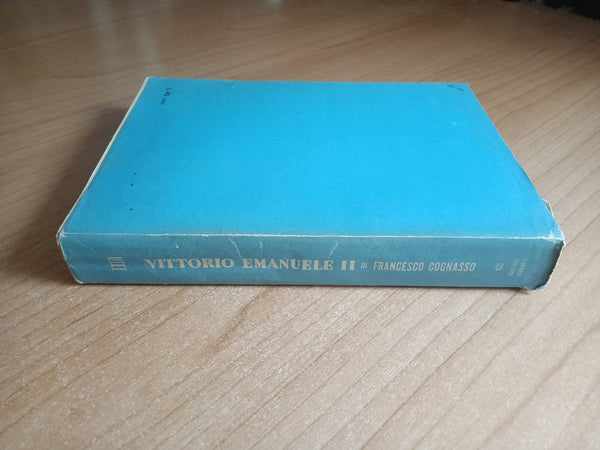 VITTORIO EMANUELE II DI FRANCESCO COGNASSO